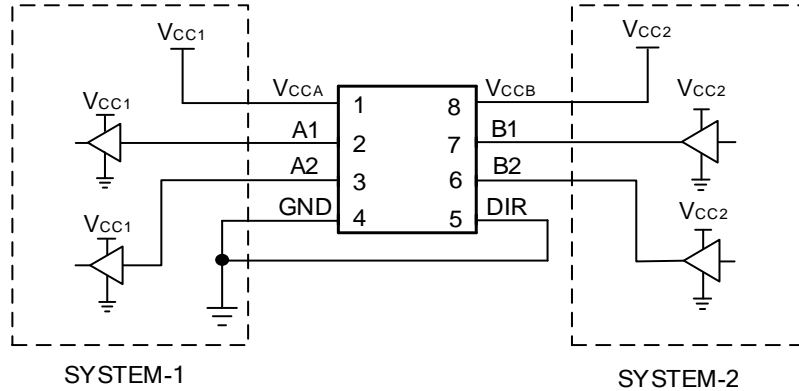 VCC1
VCC2
VCCA 1 8 VCCB
VCC1
VCC2
A1 2 7 B1
A2 3 6 B2
GND 4 5 DIR
VCC1
VCC2
SYSTEM-1
SYSTEM-2